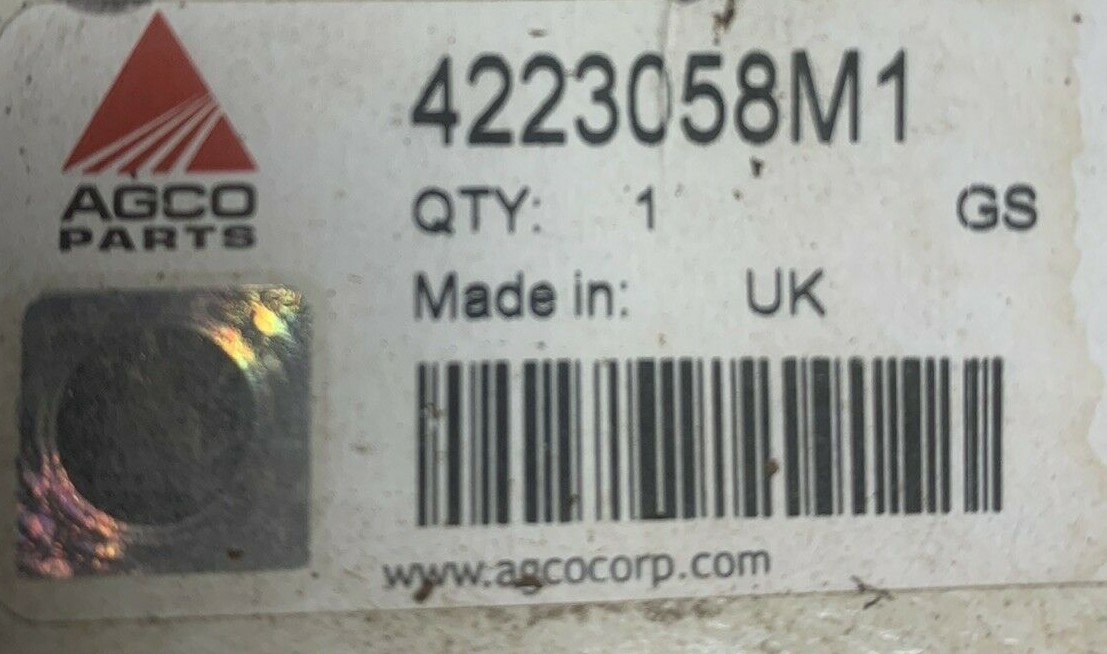 AGCO
PARTS
4223058M1
QTY: 1 GS
Made in: UK
www.agcocorp.com